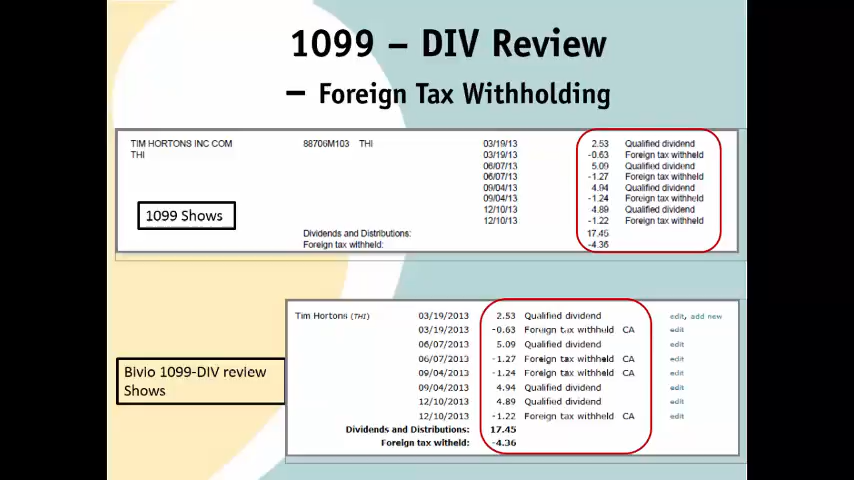 1099 – DIV Review
– Foreign Tax Withholding
TIM HORTONS INC COM 88706M103 THI 03/19/13 2.53 Qualified dividend
THI 03/19/13 -0.63 Foreign tax withheld
06/07/13 5.09 Qualified dividend
06/07/13 -1.27 Foreign tax withheld
09/04/13 4.94 Qualified dividend
09/04/13 -1.24 Foreign tax withheld
12/10/13 4.89 Qualified dividend
12/10/13 -1.22 Foreign tax withheld
1099 Shows
Dividends and Distributions: 17.45
Foreign tax withheld: -4.36
Tim Hortons (THI) 03/19/2013 2.53 Qualified dividend edit, add new
03/19/2013 -0.63 Foreign tax withheld CA edit
06/07/2013 5.09 Qualified dividend edit
06/07/2013 -1.27 Foreign tax withheld CA edit
09/04/2013 -1.24 Foreign tax withheld CA edit
09/04/2013 4.94 Qualified dividend edit
12/10/2013 4.89 Qualified dividend edit
12/10/2013 -1.22 Foreign tax withheld CA edit
Dividends and Distributions: 17.45
Foreign tax witheld: -4.36
Bivio 1099-DIV review
Shows